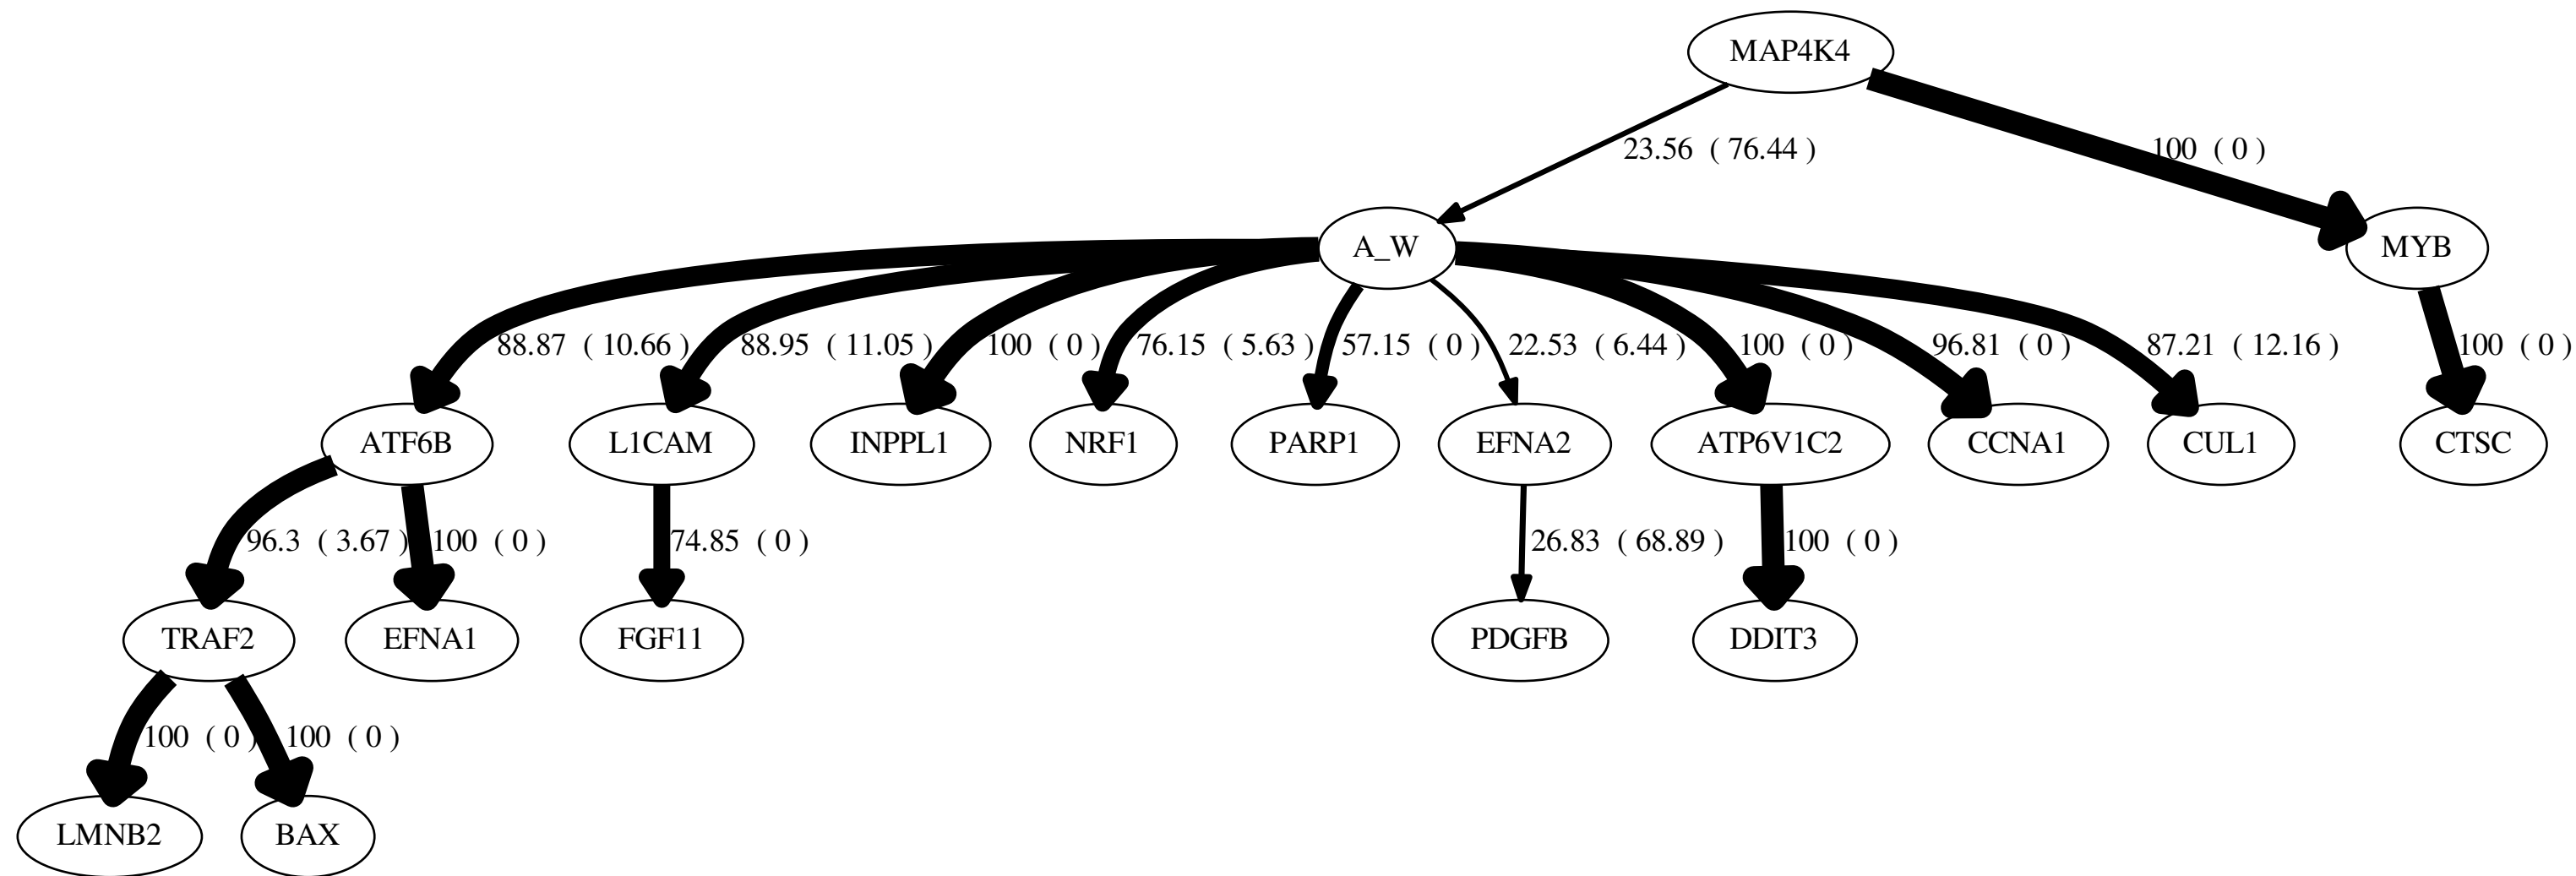 MAP4K4
23.56 ( 76.44 )
100 ( 0 )
A_W
MYB
88.87 ( 10.66 )
88.95 ( 11.05 )
100 ( 0 )
76.15 ( 5.63 )
57.15 ( 0 )
22.53 ( 6.44 )
100 ( 0 )
96.81 ( 0 )
87.21 ( 12.16 )
100 ( 0 )
ATF6B
L1CAM
INPPL1
NRF1
PARP1
EFNA2
ATP6V1C2
CCNA1
CUL1
CTSC
96.3 ( 3.67 )
100 ( 0 )
74.85 ( 0 )
26.83 ( 68.89 )
100 ( 0 )
TRAF2
EFNA1
FGF11
PDGFB
DDIT3
100 ( 0 )
100 ( 0 )
LMNB2
BAX